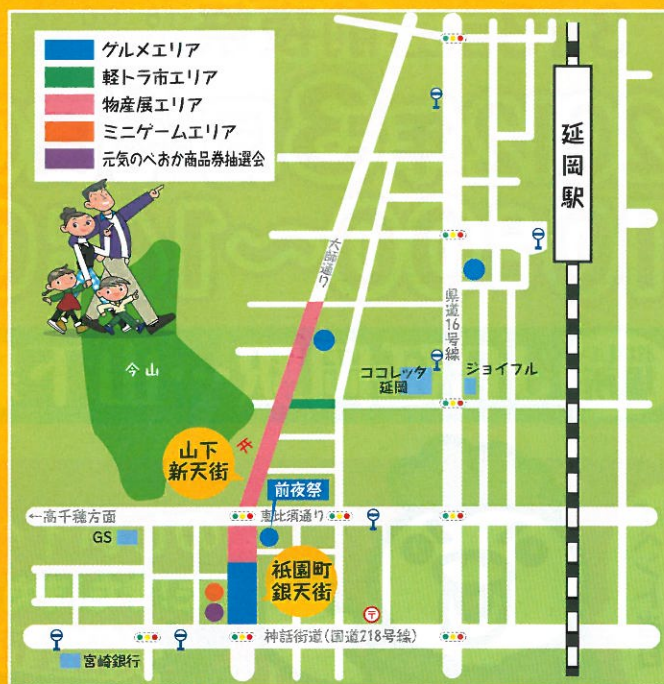 グルメエリア
軽トラ市エリア
物産展エリア
ミニゲームエリア
元気のべおか商品券抽選会
延岡駅
大師通り
県道16号線
今山
ココレッタ
延岡
ジョイフル
山下
新天街
前夜祭
←高千穂方面
恵比須通り
GS
祇園町
銀天街
〒
神話街道(国道218号線)
宮崎銀行